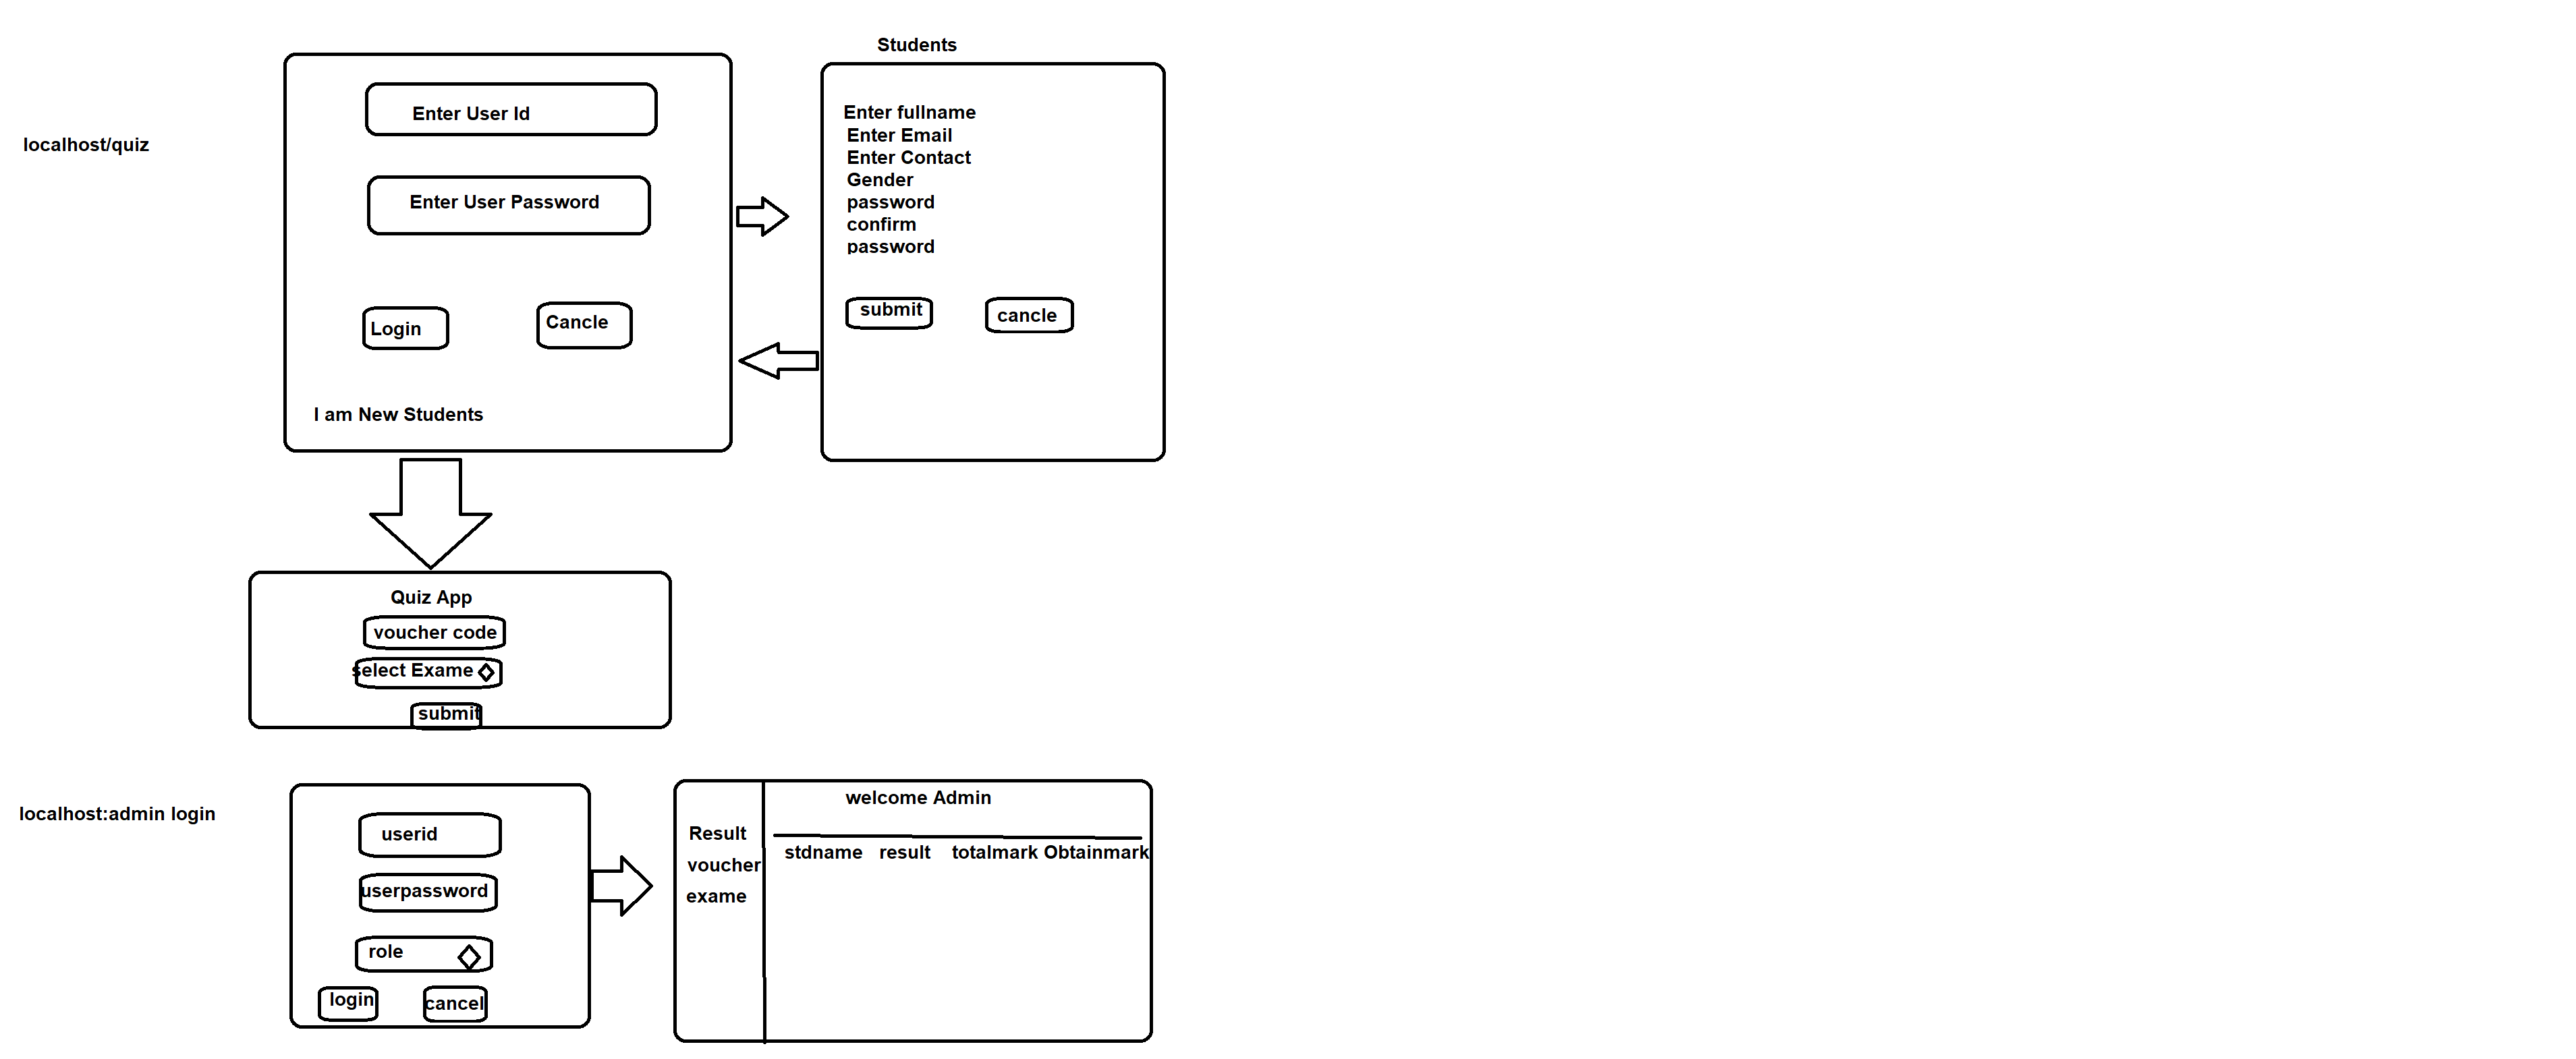 localhost/quiz
Enter User Id
Enter User Password
Login
Cancle
I am New Students
Students
Enter fullname
Enter Email
Enter Contact
Gender
password
confirm
password
submit
cancle
Quiz App
voucher code
select Exame
submit
localhost:admin login
userid
userpassword
role
login
cancel
welcome Admin
Result
voucher
exame
stdname result totalmark Obtainmark